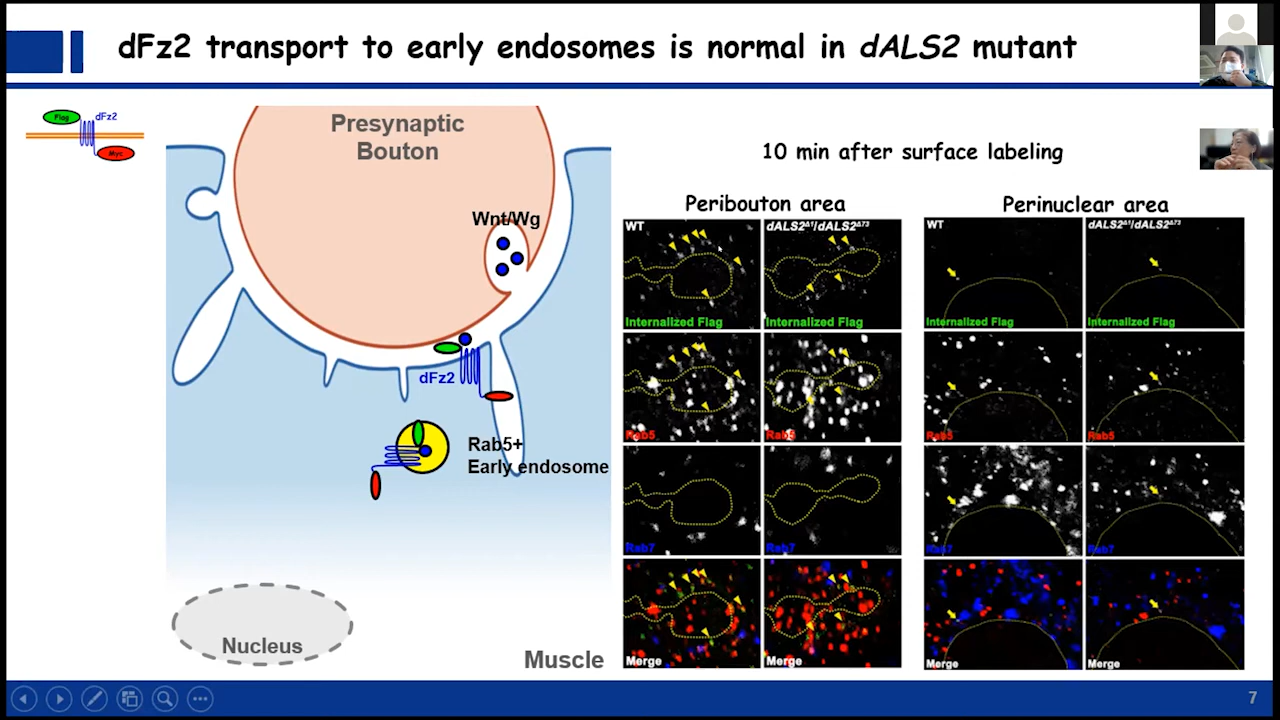 dFz2 transport to early endosomes is normal in dALS2 mutant
Flag
dFz2
Myc
Presynaptic
Bouton
Wnt/Wg
dFz2
Rab5+
Early endosome
Nucleus
Muscle
10 min after surface labeling
Peribouton area
Perinuclear area
WT
dALS2Δ1/dALS2Δ73
WT
dALS2Δ1/dALS2Δ73
Internalized Flag
Internalized Flag
Internalized Flag
Internalized Flag
Rab5
Rab5
Rab5
Rab5
Rab7
Rab7
Rab7
Rab7
Merge
Merge
Merge
Merge
7